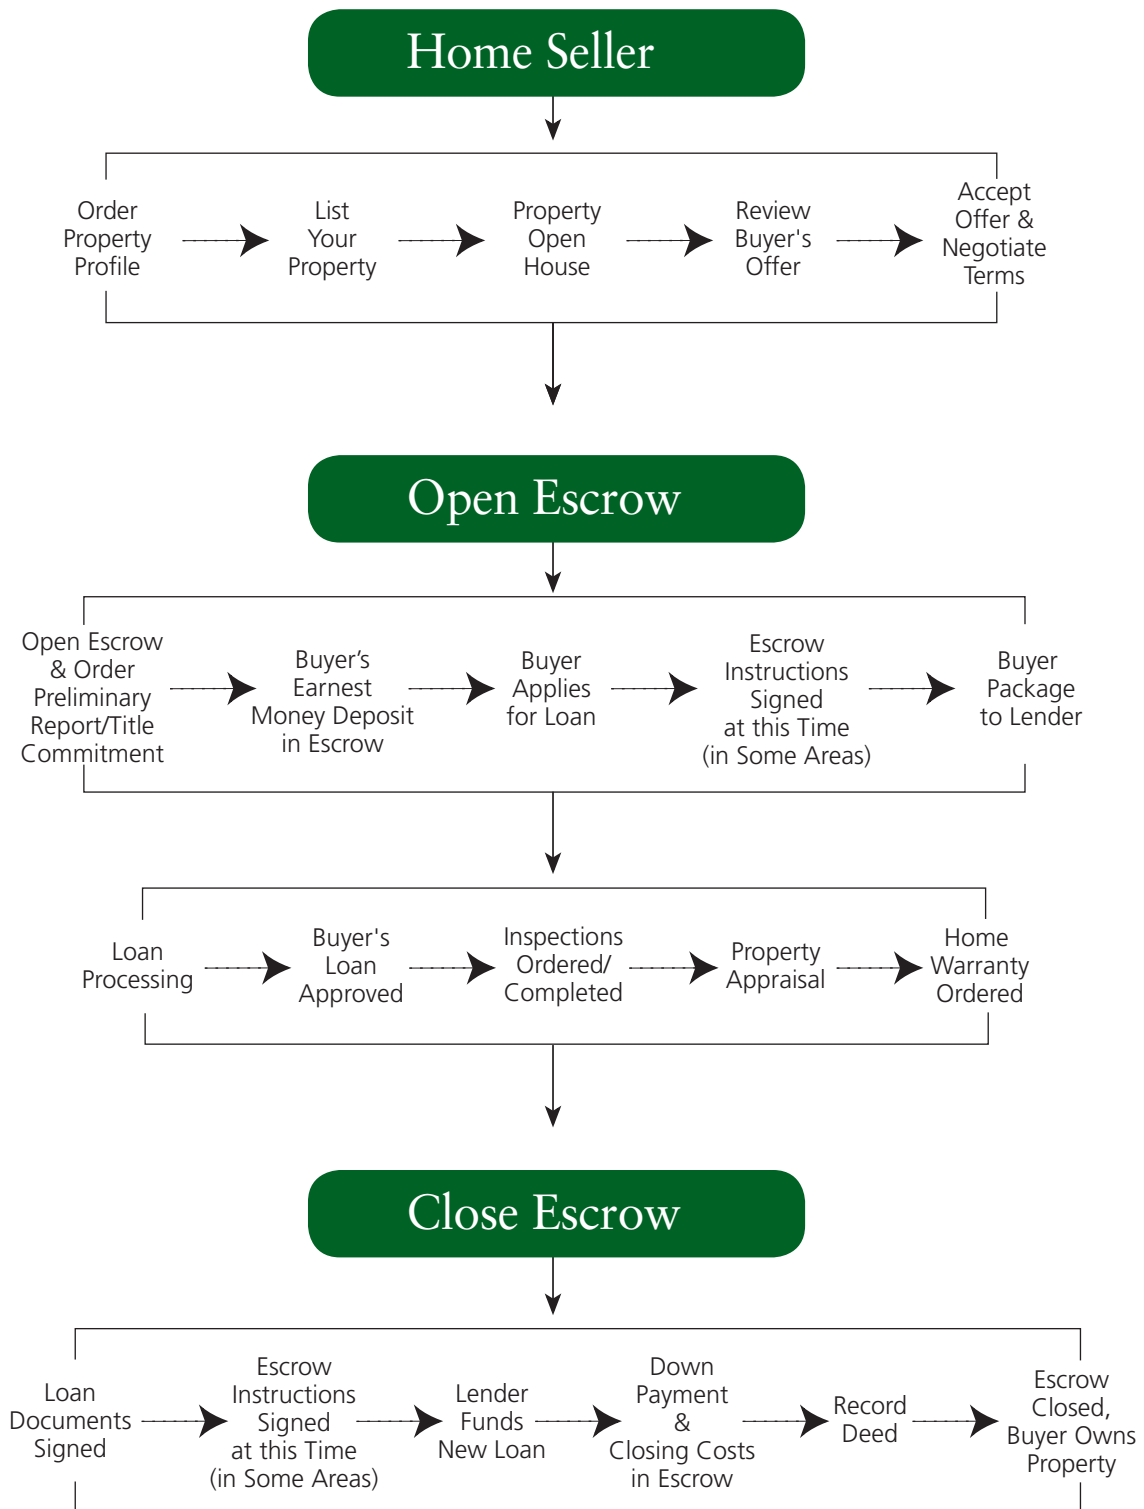 Home Seller
Order
Property
Profile
List
Your
Property
Property
Open
House
Review
Buyer's
Offer
Accept
Offer &
Negotiate
Terms
Open Escrow
Open Escrow
& Order
Preliminary
Report/Title
Commitment
Buyer’s
Earnest
Money Deposit
in Escrow
Buyer
Applies
for Loan
Escrow
Instructions
Signed
at this Time
(in Some Areas)
Buyer
Package
to Lender
Loan
Processing
Buyer's
Loan
Approved
Inspections
Ordered/
Completed
Property
Appraisal
Home
Warranty
Ordered
Close Escrow
Loan
Documents
Signed
Escrow
Instructions
Signed
at this Time
(in Some Areas)
Lender
Funds
New Loan
Down
Payment
&
Closing Costs
in Escrow
Record
Deed
Escrow
Closed,
Buyer Owns
Property